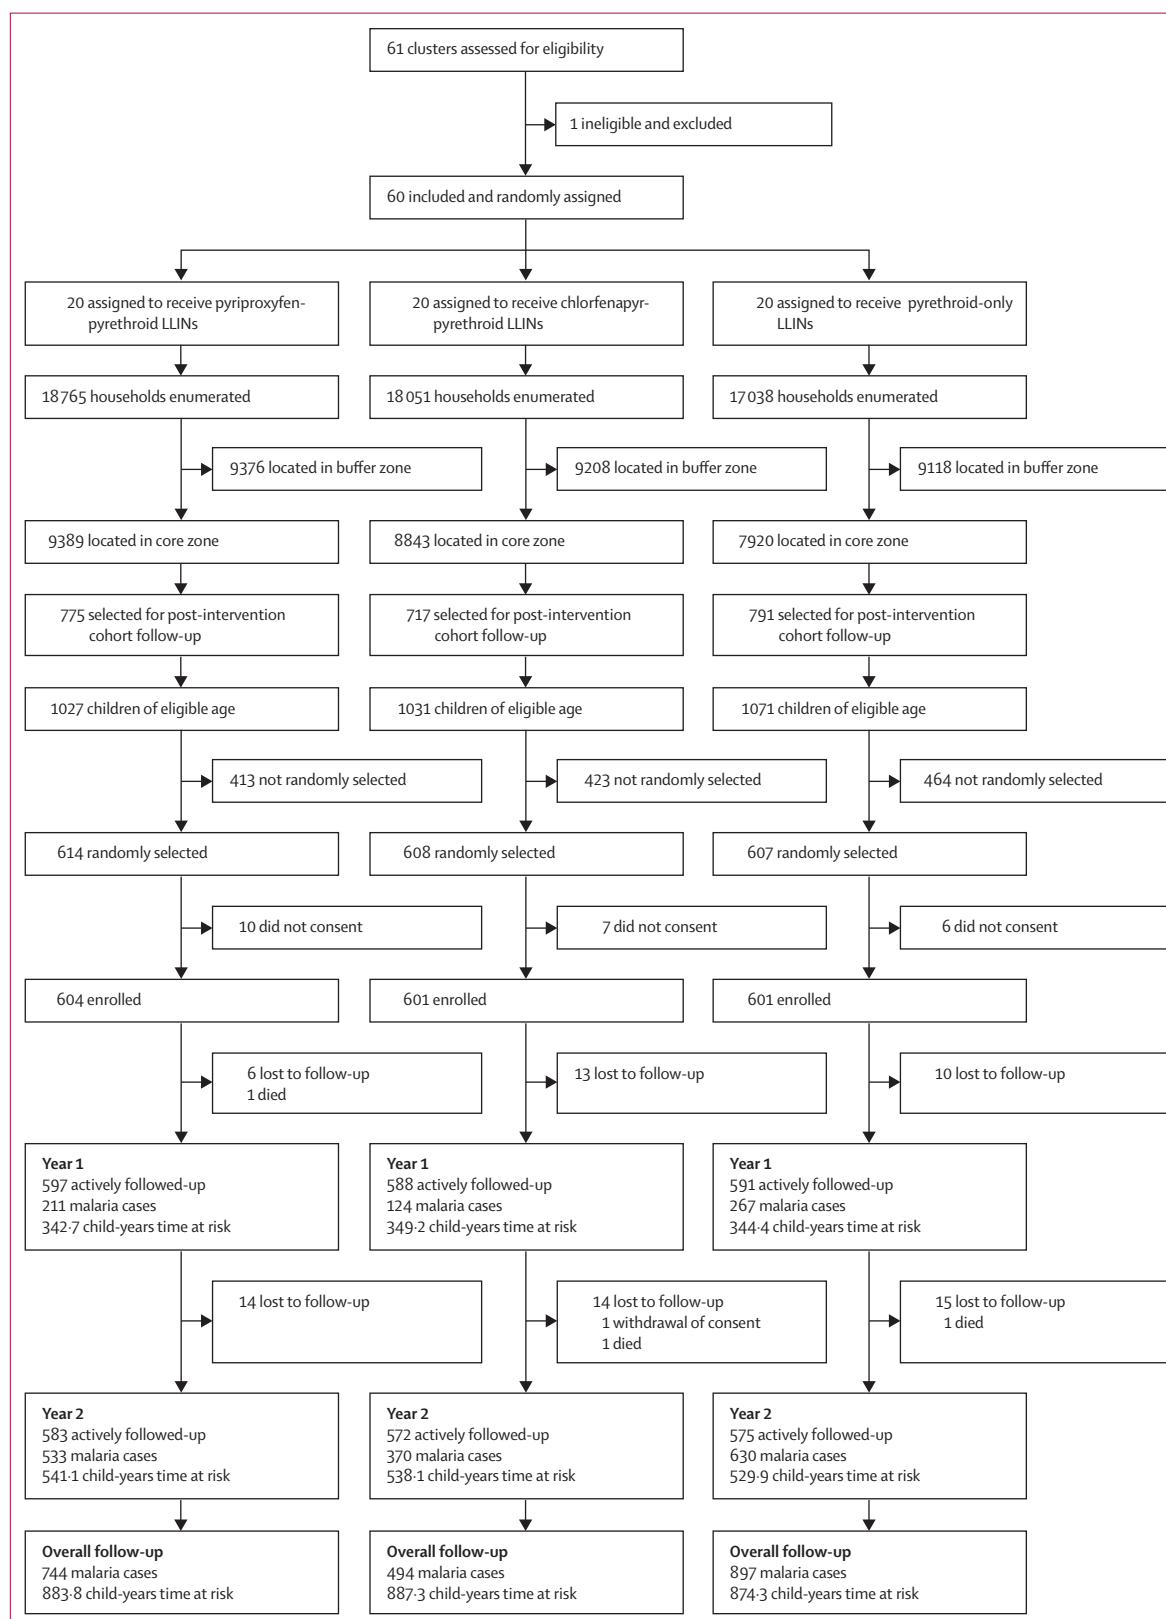 61 clusters assessed for eligibility
1 ineligible and excluded
60 included and randomly assigned
20 assigned to receive pyriproxyfen-
pyrethroid LLINs
20 assigned to receive chlorfenapyr-
pyrethroid LLINs
20 assigned to receive pyrethroid-only
LLINs
18 765 households enumerated
18 051 households enumerated
17 038 households enumerated
9376 located in buffer zone
9208 located in buffer zone
9118 located in buffer zone
9389 located in core zone
8843 located in core zone
7920 located in core zone
775 selected for post-intervention
cohort follow-up
717 selected for post-intervention
cohort follow-up
791 selected for post-intervention
cohort follow-up
1027 children of eligible age
1031 children of eligible age
1071 children of eligible age
413 not randomly selected
423 not randomly selected
464 not randomly selected
614 randomly selected
608 randomly selected
607 randomly selected
10 did not consent
7 did not consent
6 did not consent
604 enrolled
601 enrolled
601 enrolled
6 lost to follow-up
1 died
13 lost to follow-up
10 lost to follow-up
Year 1
597 actively followed-up
211 malaria cases
342·7 child-years time at risk
Year 1
588 actively followed-up
124 malaria cases
349·2 child-years time at risk
Year 1
591 actively followed-up
267 malaria cases
344·4 child-years time at risk
14 lost to follow-up
14 lost to follow-up
1 withdrawal of consent
1 died
15 lost to follow-up
1 died
Year 2
583 actively followed-up
533 malaria cases
541·1 child-years time at risk
Year 2
572 actively followed-up
370 malaria cases
538·1 child-years time at risk
Year 2
575 actively followed-up
630 malaria cases
529·9 child-years time at risk
Overall follow-up
744 malaria cases
883·8 child-years time at risk
Overall follow-up
494 malaria cases
887·3 child-years time at risk
Overall follow-up
897 malaria cases
874·3 child-years time at risk